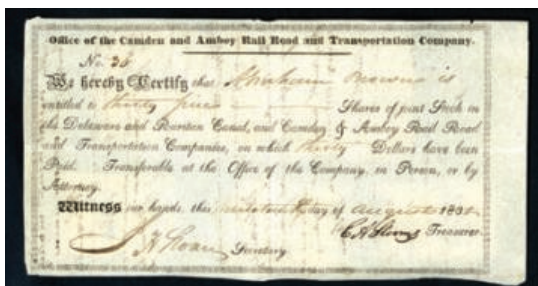 Office of the Camden and Amboy Rail Road and Transportation Company.
No. 36
We hereby Certify that Abraham Browne is
entitled to thirty five Shares of joint Stock in
the Delaware and Raritan Canal, and Camden & Amboy Rail Road
and Transportation Companies, on which thirty Dollars have been
Paid. Transferable at the Office of the Company, in Person, or by
Attorney.
Witness our hands, this day of August 183
Secretary. Treasurer